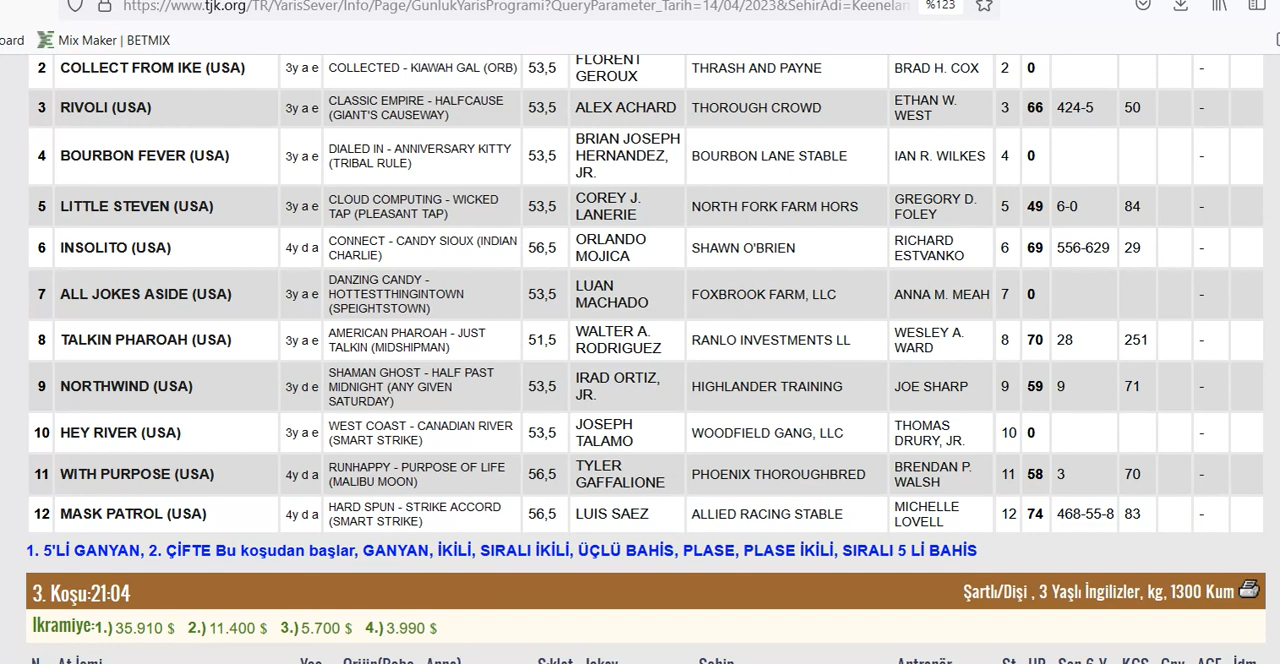 https://www.tjk.org/TR/YarisSever/Info/Page/GunlukYarisProgrami?QueryParameter_Tarih=14/04/2023&SehirAdi=Keenelan %123
oard Mix Maker | BETMIX
2 COLLECT FROM IKE (USA) 3y a e COLLECTED - KIAWAH GAL (ORB) 53,5 FLORENT GEROUX THRASH AND PAYNE BRAD H. COX 2 0 -
3 RIVOLI (USA) 3y a e CLASSIC EMPIRE - HALFCAUSE (GIANT'S CAUSEWAY) 53,5 ALEX ACHARD THOROUGH CROWD ETHAN W. WEST 3 66 424-5 50 -
4 BOURBON FEVER (USA) 3y a e DIALED IN - ANNIVERSARY KITTY (TRIBAL RULE) 53,5 BRIAN JOSEPH HERNANDEZ, JR. BOURBON LANE STABLE IAN R. WILKES 4 0 -
5 LITTLE STEVEN (USA) 3y a e CLOUD COMPUTING - WICKED TAP (PLEASANT TAP) 53,5 COREY J. LANERIE NORTH FORK FARM HORS GREGORY D. FOLEY 5 49 6-0 84 -
6 INSOLITO (USA) 4y d a CONNECT - CANDY SIOUX (INDIAN CHARLIE) 56,5 ORLANDO MOJICA SHAWN O'BRIEN RICHARD ESTVANKO 6 69 556-629 29 -
7 ALL JOKES ASIDE (USA) 3y a e DANZING CANDY - HOTTESTTHINGINTOWN (SPEIGHTSTOWN) 53,5 LUAN MACHADO FOXBROOK FARM, LLC ANNA M. MEAH 7 0 -
8 TALKIN PHAROAH (USA) 3y a e AMERICAN PHAROAH - JUST TALKIN (MIDSHIPMAN) 51,5 WALTER A. RODRIGUEZ RANLO INVESTMENTS LL WESLEY A. WARD 8 70 28 251 -
9 NORTHWIND (USA) 3y d e SHAMAN GHOST - HALF PAST MIDNIGHT (ANY GIVEN SATURDAY) 53,5 IRAD ORTIZ, JR. HIGHLANDER TRAINING JOE SHARP 9 59 9 71 -
10 HEY RIVER (USA) 3y a e WEST COAST - CANADIAN RIVER (SMART STRIKE) 53,5 JOSEPH TALAMO WOODFIELD GANG, LLC THOMAS DRURY, JR. 10 0 -
11 WITH PURPOSE (USA) 4y d a RUNHAPPY - PURPOSE OF LIFE (MALIBU MOON) 56,5 TYLER GAFFALIONE PHOENIX THOROUGHBRED BRENDAN P. WALSH 11 58 3 70 -
12 MASK PATROL (USA) 4y d a HARD SPUN - STRIKE ACCORD (SMART STRIKE) 56,5 LUIS SAEZ ALLIED RACING STABLE MICHELLE LOVELL 12 74 468-55-8 83 -
1. 5'Lİ GANYAN, 2. ÇİFTE Bu koşudan başlar, GANYAN, İKİLİ, SIRALI İKİLİ, ÜÇLÜ BAHİS, PLASE, PLASE İKİLİ, SIRALI 5 Lİ BAHİS
3. Koşu:21:04 Şartlı/Dişi , 3 Yaşlı İngilizler, kg, 1300 Kum
İkramiye:1.) 35.910 $ 2.) 11.400 $ 3.) 5.700 $ 4.) 3.990 $